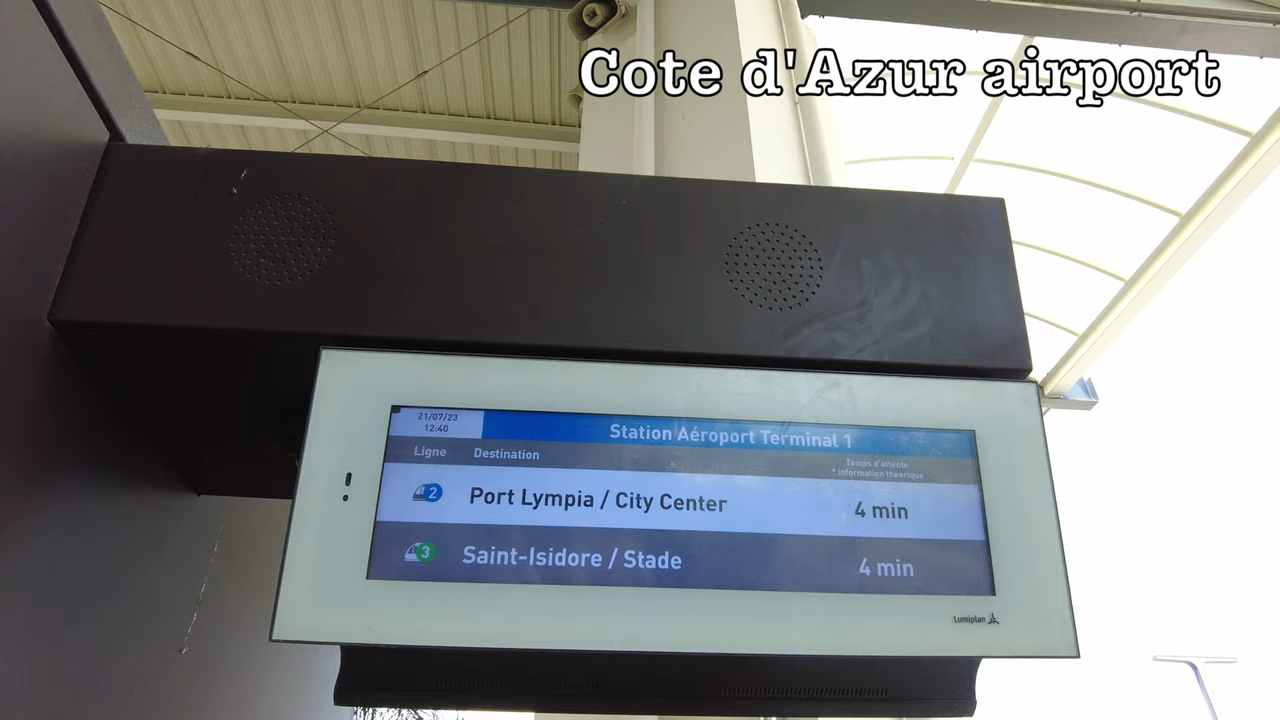 Cote d'Azur airport
21/07/23
12:40
Station Aéroport Terminal 1
Ligne Destination Temps d'attente
* information théorique
2 Port Lympia / City Center 4 min
3 Saint-Isidore / Stade 4 min
Lumiplan